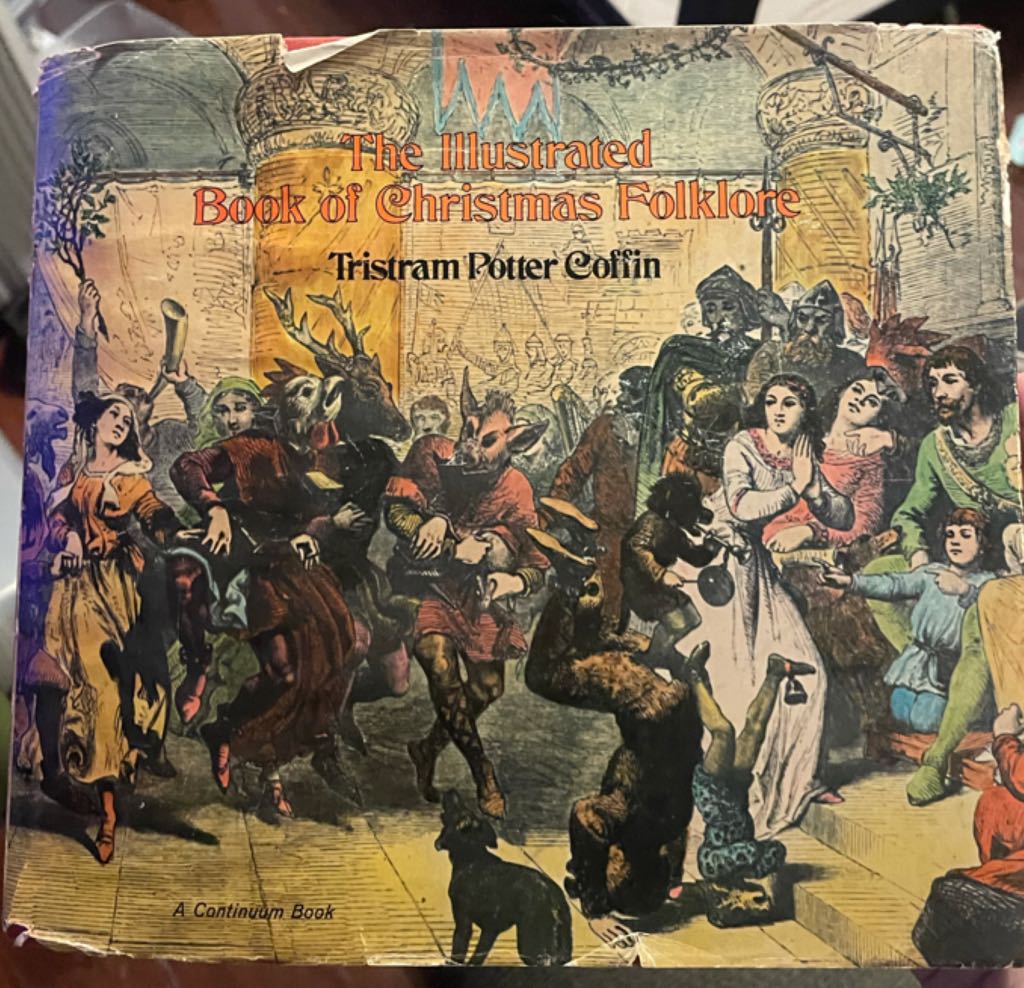 The Illustrated
Book of Christmas Folklore
Tristram Potter Coffin
A Continuum Book